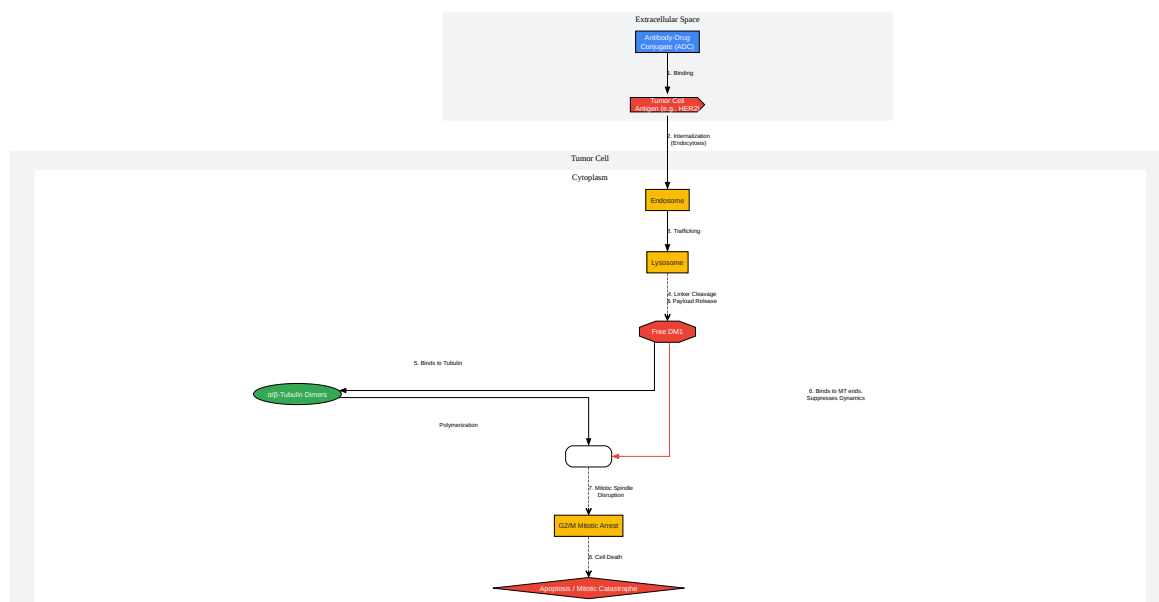 Extracellular Space
Antibody-Drug
Conjugate (ADC)
1. Binding
Tumor Cell
Antigen (e.g., HER2)
2. Internalization
(Endocytosis)
Tumor Cell
Cytoplasm
Endosome
3. Trafficking
Lysosome
4. Linker Cleavage
& Payload Release
Free DM1
5. Binds to Tubulin
6. Binds to MT ends,
Suppresses Dynamics
α/β-Tubulin Dimers
Polymerization
7. Mitotic Spindle
Disruption
G2/M Mitotic Arrest
8. Cell Death
Apoptosis / Mitotic Catastrophe